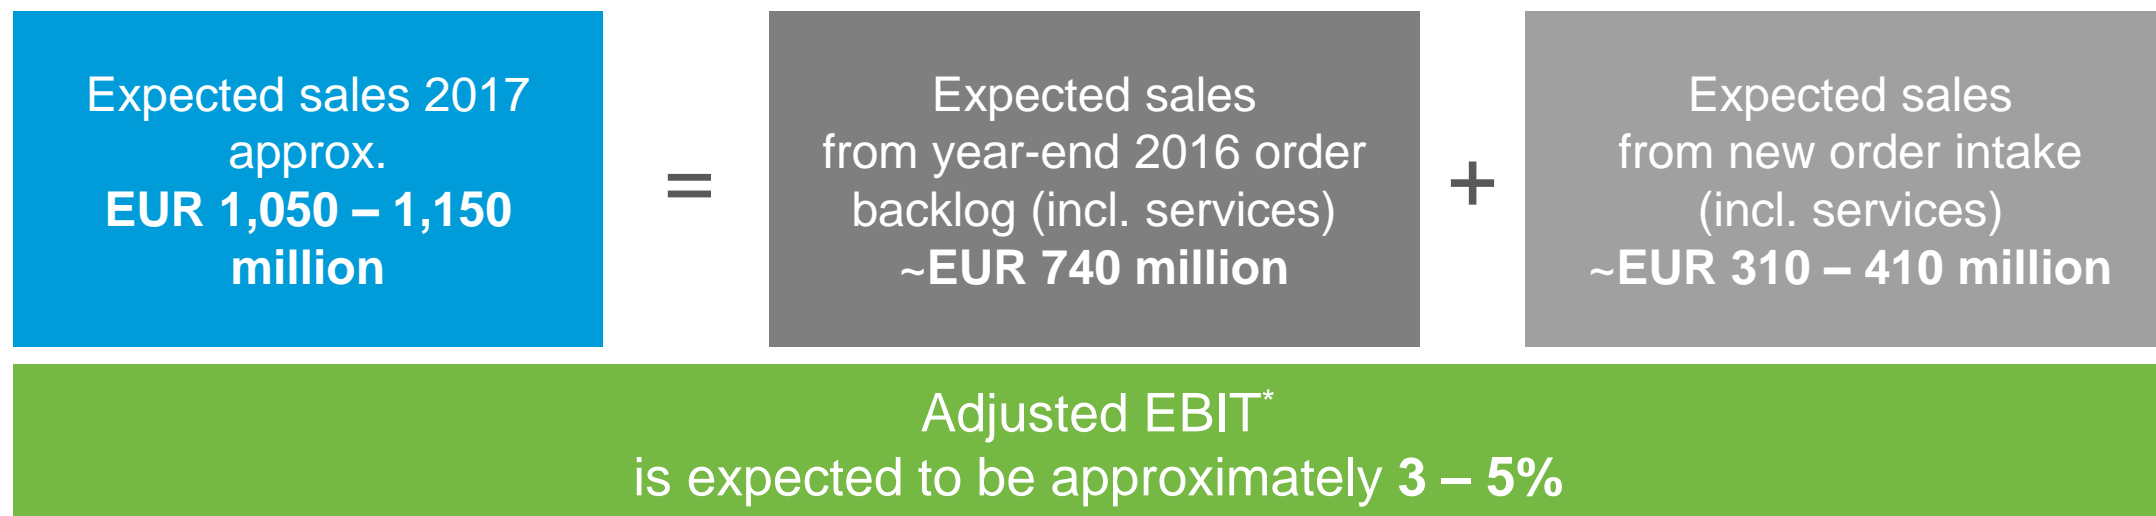 Expected sales 2017
approx.
EUR 1,050 – 1,150
million
=
Expected sales
from year-end 2016 order
backlog (incl. services)
~EUR 740 million
+
Expected sales
from new order intake
(incl. services)
~EUR 310 – 410 million
Adjusted EBIT*
is expected to be approximately 3 – 5%